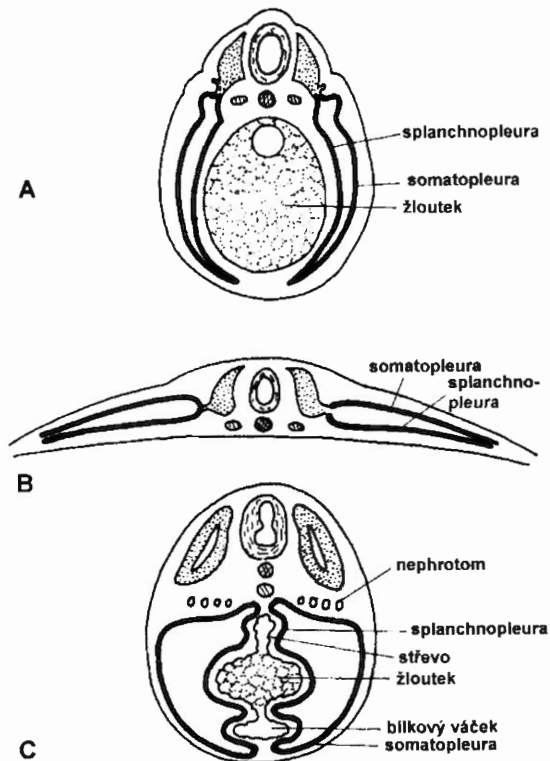 splanchnopleura
somatopleura
žloutek
A
somatopleura
splanchno-
pleura
B
nephrotom
splanchnopleura
střevo
žloutek
bílkový váček
somatopleura
C